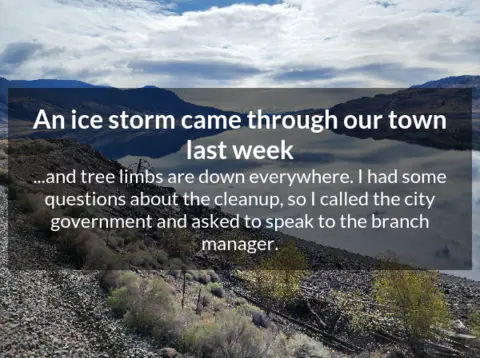 An ice storm came through our town
last week
...and tree limbs are down everywhere. I had some
questions about the cleanup, so I called the city
government and asked to speak to the branch
manager.